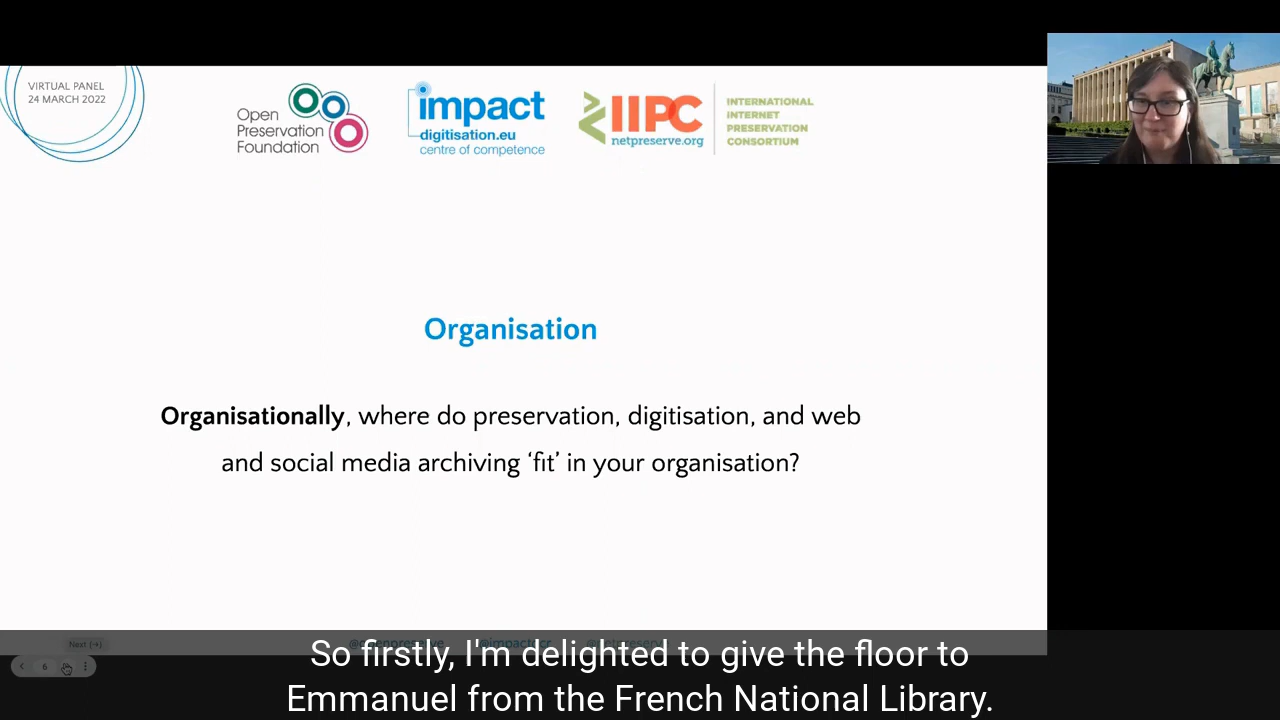 VIRTUAL PANEL
24 MARCH 2022
Open
Preservation
Foundation
impact
digitisation.eu
centre of competence
IIPC
netpreserve.org
INTERNATIONAL
INTERNET
PRESERVATION
CONSORTIUM
Organisation
Organisationally, where do preservation, digitisation, and web
and social media archiving ‘fit’ in your organisation?
Next (→)
6
So firstly, I'm delighted to give the floor to
Emmanuel from the French National Library.